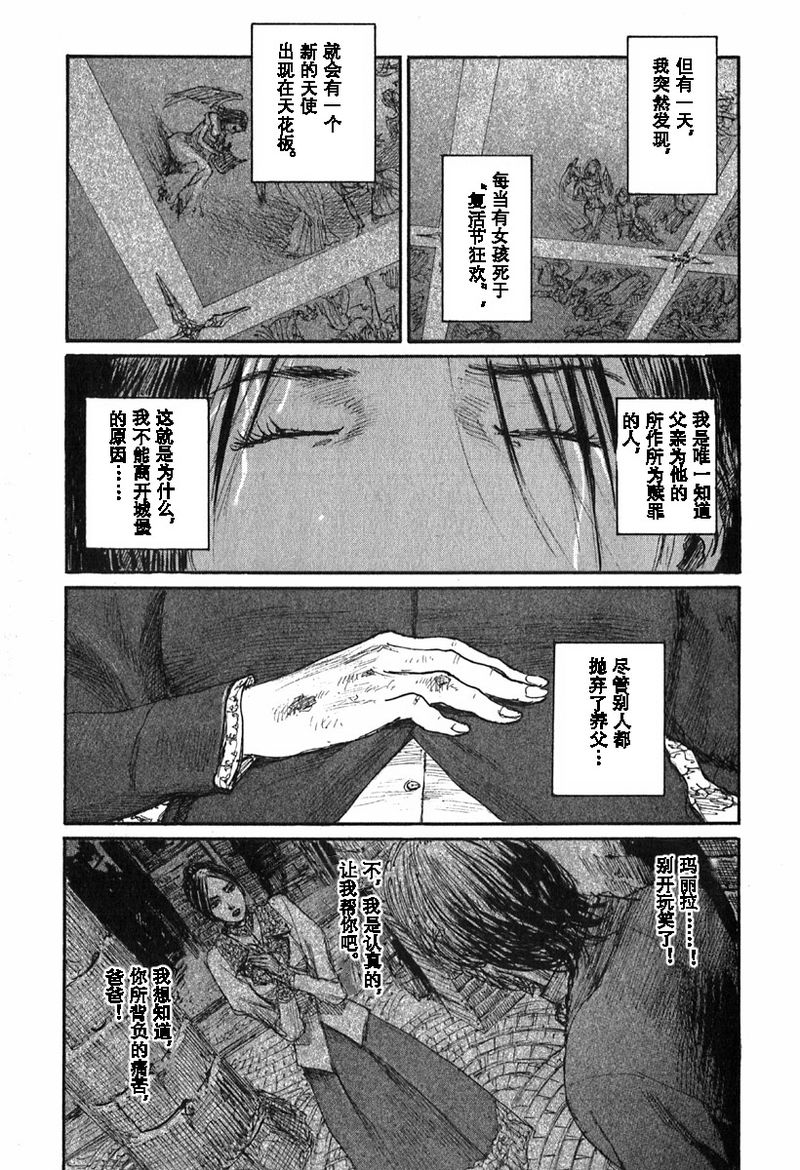 但有一天，
我突然发现，
每当有女孩死于
“复活节狂欢”，
就会有一个
新的天使
出现在天花板。
我是唯一知道
父亲为他的
所作所为赎罪
的人，
这就是为什么，
我不能离开城堡
的原因……
尽管别人都
抛弃了养父…
玛丽拉……！
别开玩笑了！
不，我是认真的，
让我帮你吧。
我想知道，
你所背负的痛苦，
爸爸！